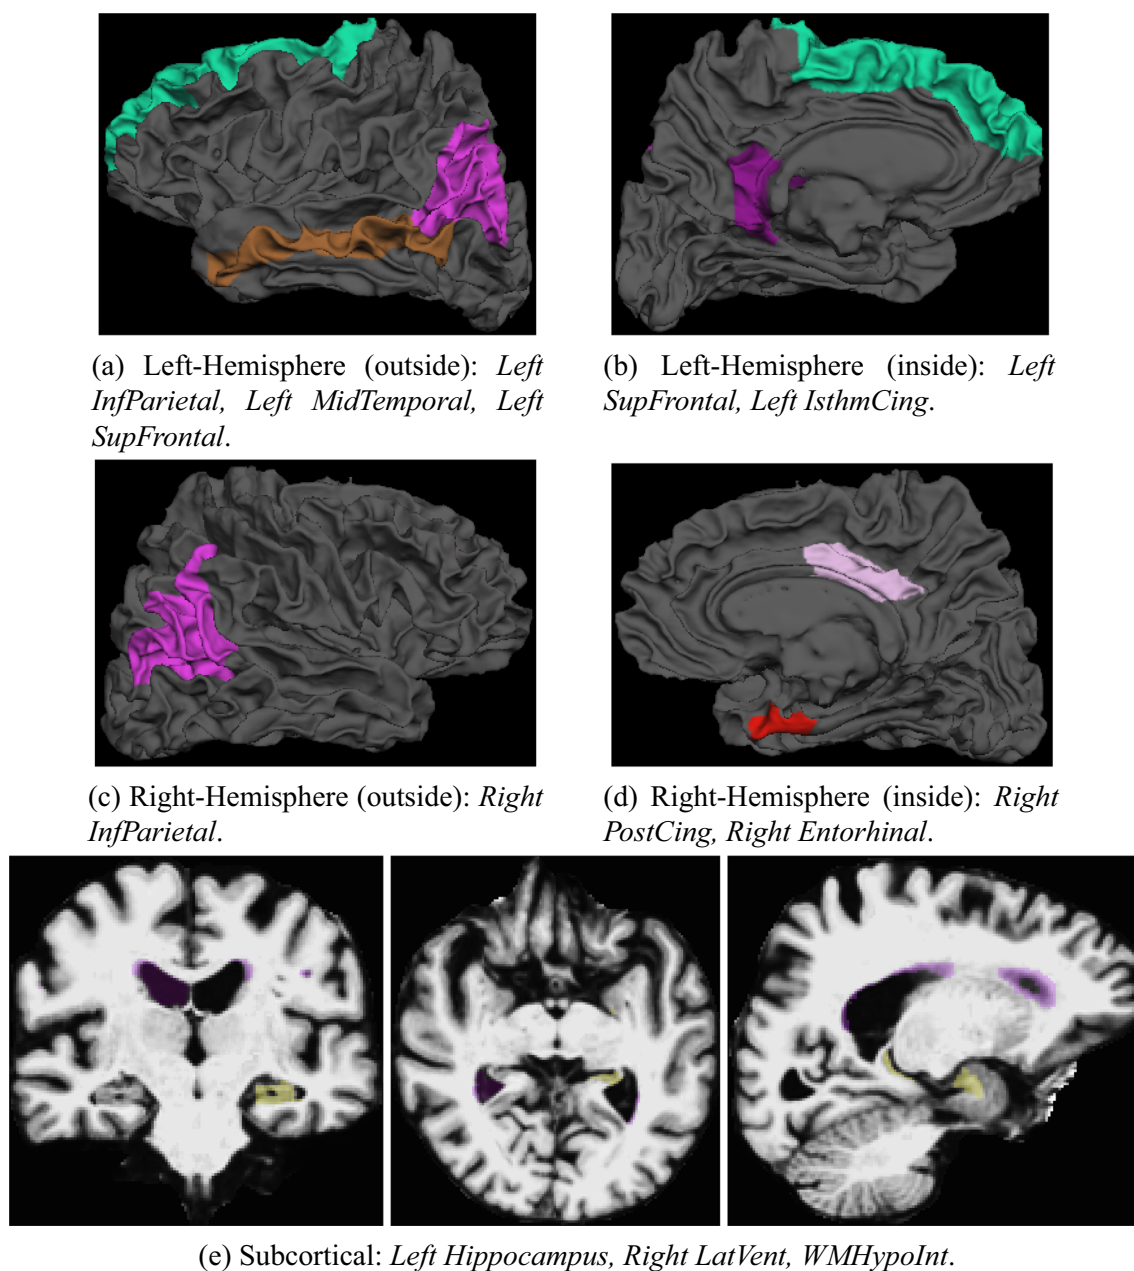 (a) Left-Hemisphere (outside): Left
InfParietal, Left MidTemporal, Left
SupFrontal.
(b) Left-Hemisphere (inside): Left
SupFrontal, Left IsthmCing.
(c) Right-Hemisphere (outside): Right
InfParietal.
(d) Right-Hemisphere (inside): Right
PostCing, Right Entorhinal.
(e) Subcortical: Left Hippocampus, Right LatVent, WMHypoInt.